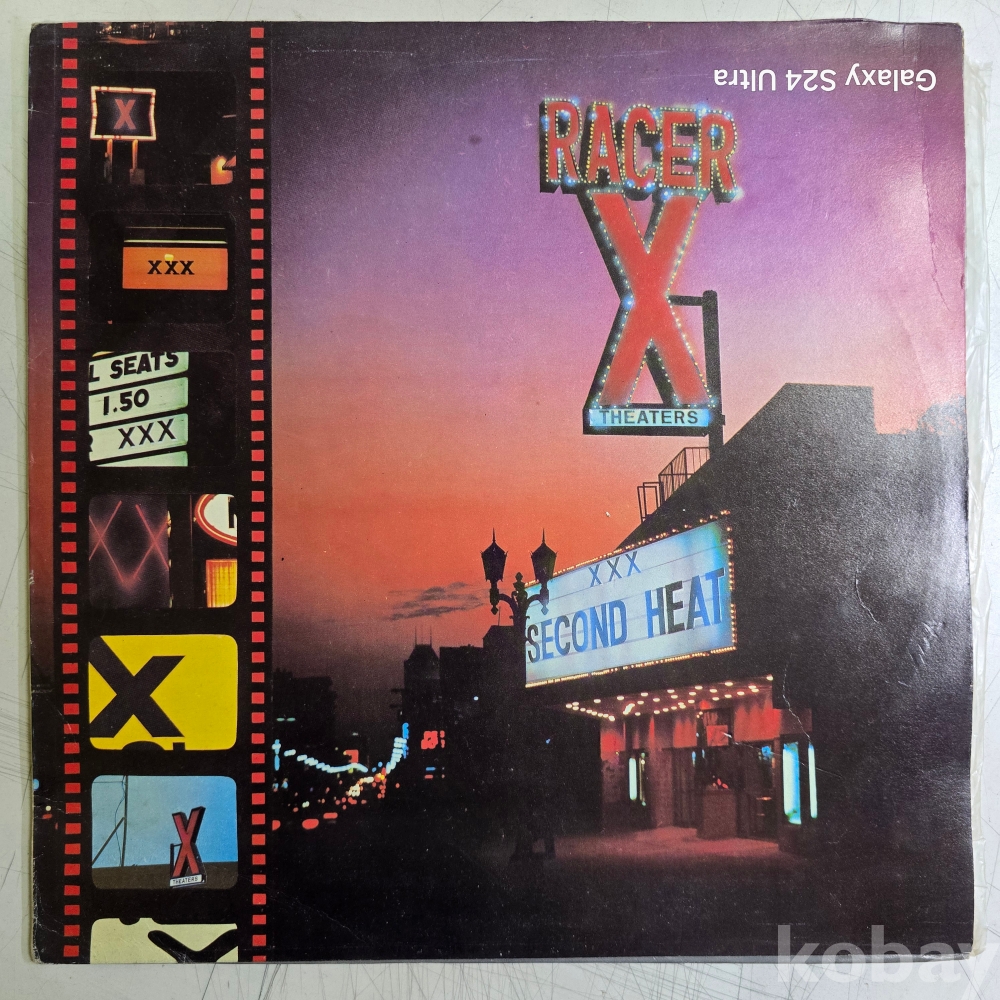 Galaxy S24 Ultra
RACER
X
THEATERS
XXX
SECOND HEAT
X
XXX
L SEATS
1.50
XXX
X
X
THEATERS
kobay